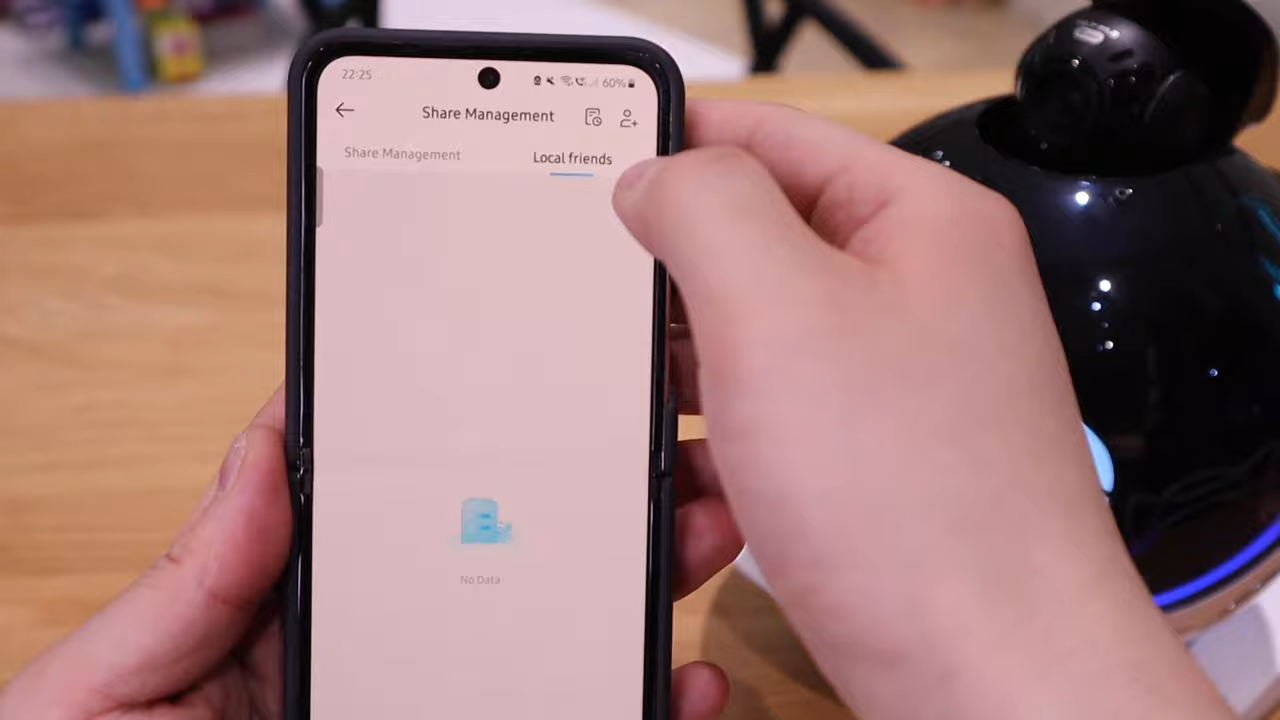 22:25 60%
Share Management
Share Management Local friends
No Data